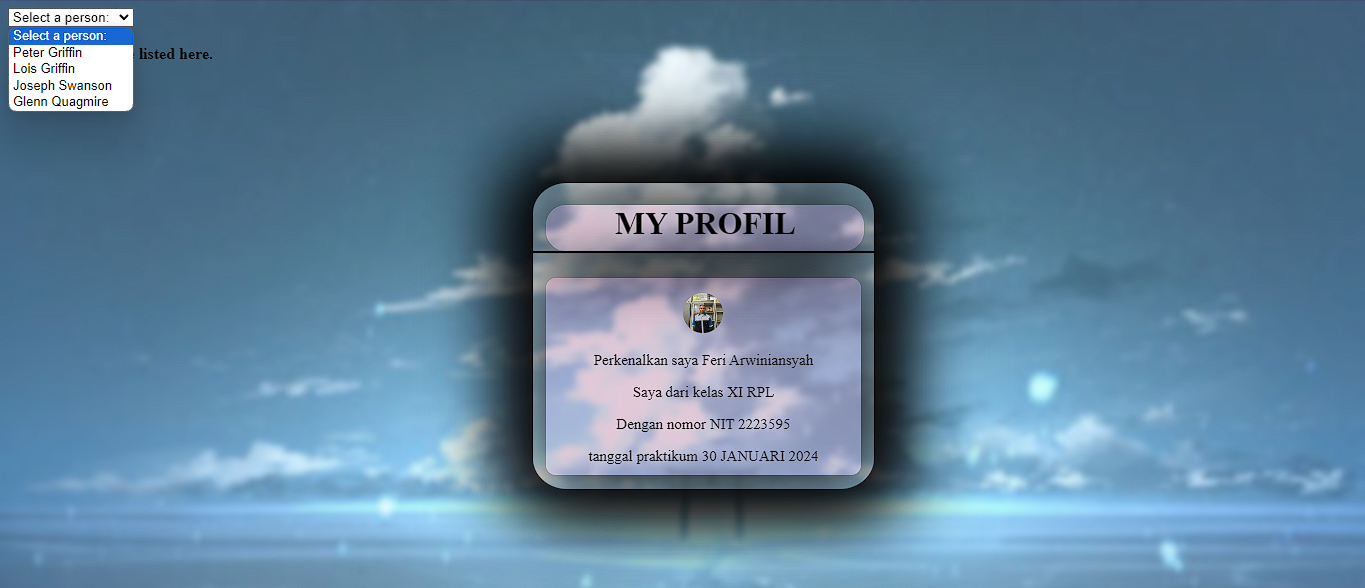 Select a person:
Select a person:
Peter Griffin
listed here.
Lois Griffin
Joseph Swanson
Glenn Quagmire
MY PROFIL
Perkenalkan saya Feri Arwiniansyah
Saya dari kelas XI RPL
Dengan nomor NIT 2223595
tanggal praktikum 30 JANUARI 2024